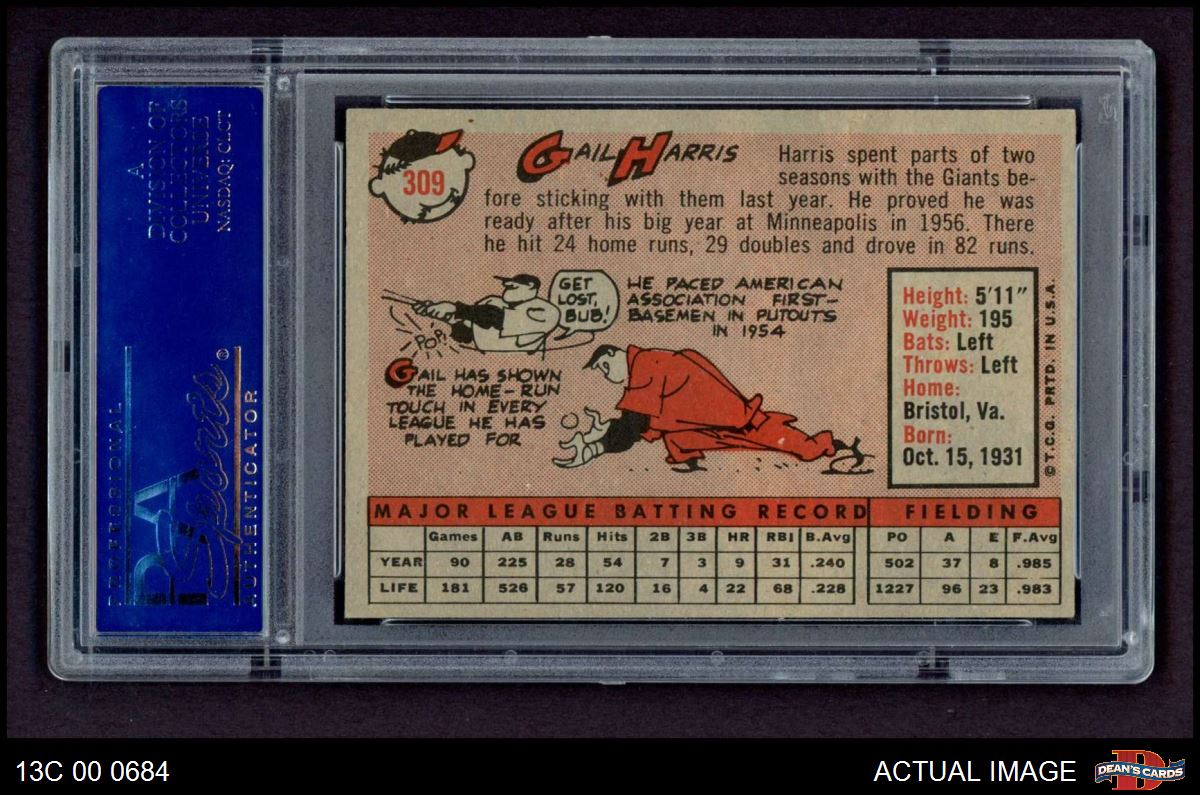 A
DIVISION OF
COLLECTORS
UNIVERSE
NASDAQ: CLCT
PROFESSIONAL
PSA
Sports®
AUTHENTICATOR
309
GAIL HARRIS
Harris spent parts of two
seasons with the Giants be-
fore sticking with them last year. He proved he was
ready after his big year at Minneapolis in 1956. There
he hit 24 home runs, 29 doubles and drove in 82 runs.
GET
LOST,
BUB!
POP!
HE PACED AMERICAN
ASSOCIATION FIRST-
BASEMEN IN PUTOUTS
IN 1954
GAIL HAS SHOWN
THE HOME-RUN
TOUCH IN EVERY
LEAGUE HE HAS
PLAYED FOR
Height: 5'11"
Weight: 195
Bats: Left
Throws: Left
Home:
Bristol, Va.
Born:
Oct. 15, 1931
© T.C.G. PRTD. IN U.S.A.
MAJOR LEAGUE BATTING RECORD FIELDING
Games AB Runs Hits 2B 3B HR RBI B.Avg PO A E F.Avg
YEAR 90 225 28 54 7 3 9 31 .240 502 37 8 .985
LIFE 181 526 57 120 16 4 22 68 .228 1227 96 23 .983
13C 00 0684
ACTUAL IMAGE
D
DEAN'S CARDS